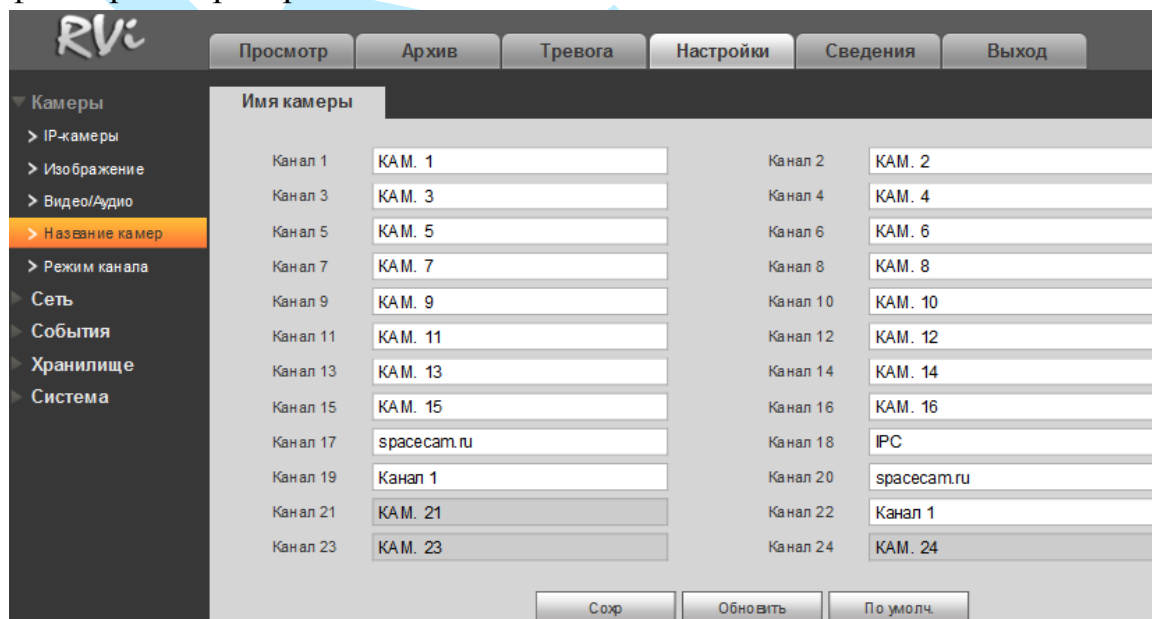 RVi
Просмотр Архив Тревога Настройки Сведения Выход
Камеры
Имя камеры
> IP-камеры
> Изображение
> Видео/Аудио
> Название камер
> Режим канала
Сеть
События
Хранилище
Система
Канал 1 КАМ. 1 Канал 2 КАМ. 2
Канал 3 КАМ. 3 Канал 4 КАМ. 4
Канал 5 КАМ. 5 Канал 6 КАМ. 6
Канал 7 КАМ. 7 Канал 8 КАМ. 8
Канал 9 КАМ. 9 Канал 10 КАМ. 10
Канал 11 КАМ. 11 Канал 12 КАМ. 12
Канал 13 КАМ. 13 Канал 14 КАМ. 14
Канал 15 КАМ. 15 Канал 16 КАМ. 16
Канал 17 spacecam.ru Канал 18 IPC
Канал 19 Канал 1 Канал 20 spacecam.ru
Канал 21 КАМ. 21 Канал 22 Канал 1
Канал 23 КАМ. 23 Канал 24 КАМ. 24
Сохр Обновить По умолч.